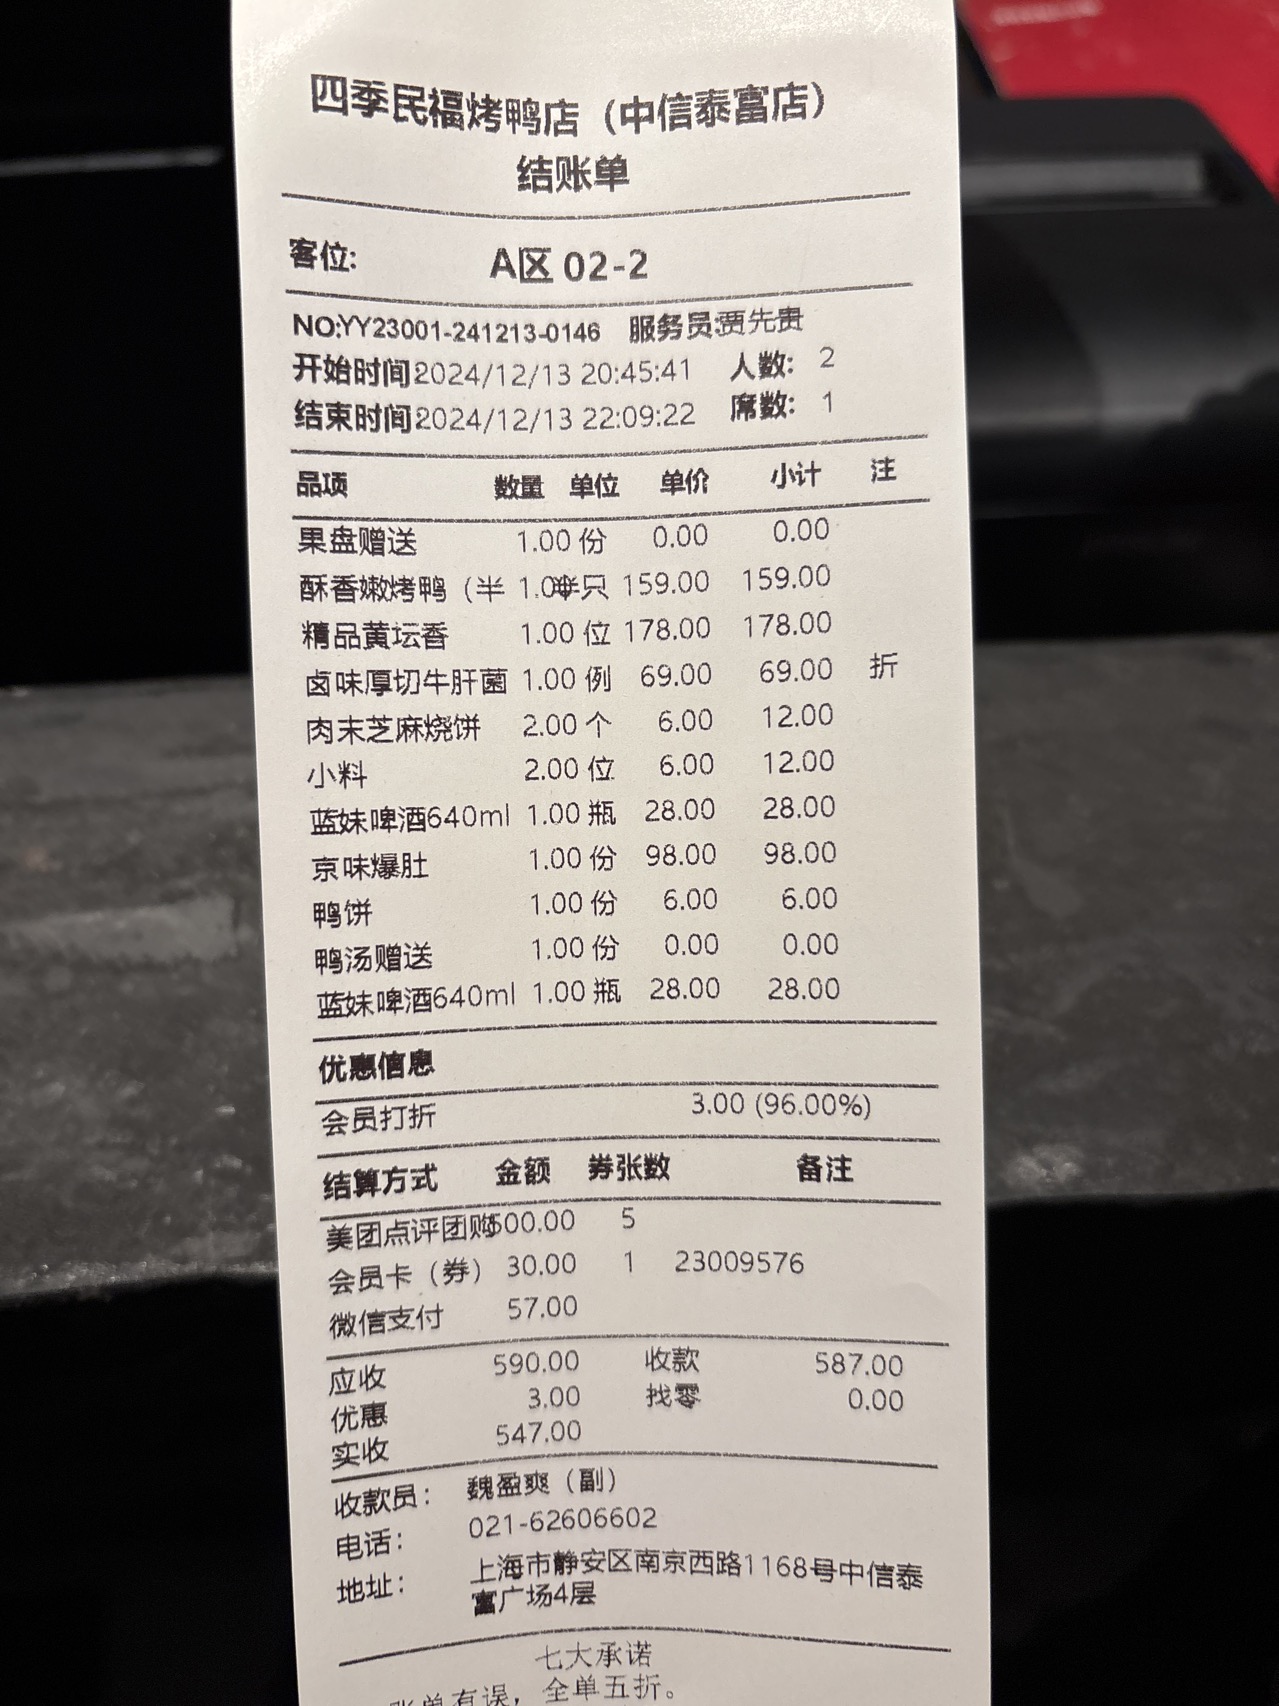 四季民福烤鸭店（中信泰富店）
结账单
客位: A区 02-2
NO:YY23001-241213-0146 服务员:贾先贵
开始时间 2024/12/13 20:45:41 人数: 2
结束时间 2024/12/13 22:09:22 席数: 1
品项 数量 单位 单价 小计 注
果盘赠送 1.00 份 0.00 0.00
酥香嫩烤鸭（半 1.00 半只 159.00 159.00
精品黄坛香 1.00 位 178.00 178.00
卤味厚切牛肝菌 1.00 例 69.00 69.00 折
肉末芝麻烧饼 2.00 个 6.00 12.00
小料 2.00 位 6.00 12.00
蓝妹啤酒640ml 1.00 瓶 28.00 28.00
京味爆肚 1.00 份 98.00 98.00
鸭饼 1.00 份 6.00 6.00
鸭汤赠送 1.00 份 0.00 0.00
蓝妹啤酒640ml 1.00 瓶 28.00 28.00
优惠信息
会员打折 3.00 (96.00%)
结算方式 金额 券张数 备注
美团点评团购 500.00 5
会员卡（券） 30.00 1 23009576
微信支付 57.00
应收 590.00 收款 587.00
优惠 3.00 找零 0.00
实收 547.00
收款员： 魏盈爽（副）
电话： 021-62606602
地址： 上海市静安区南京西路1168号中信泰
富广场4层
七大承诺
账单有误，全单五折。